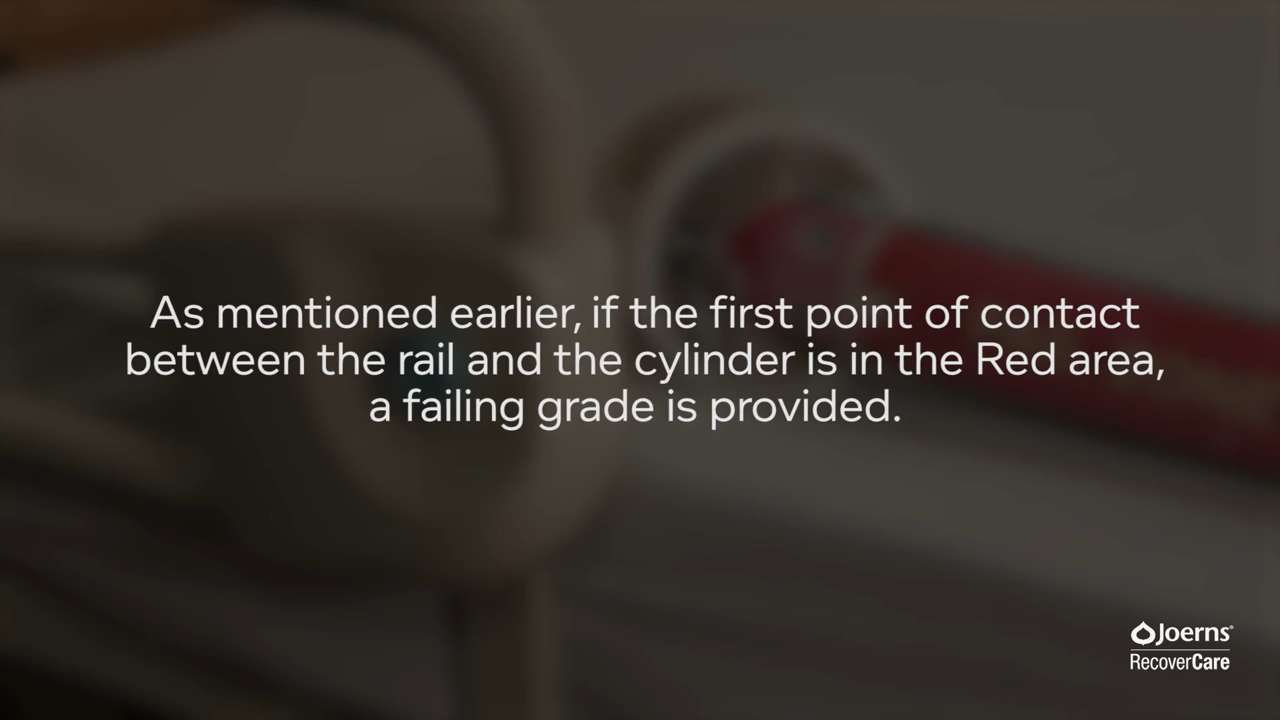 As mentioned earlier, if the first point of contact
between the rail and the cylinder is in the Red area,
a failing grade is provided.
Joerns®
RecoverCare